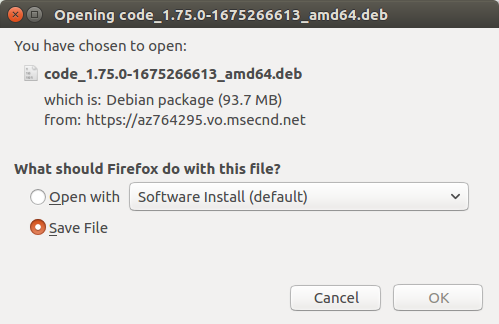 Opening code_1.75.0-1675266613_amd64.deb
You have chosen to open:
code_1.75.0-1675266613_amd64.deb
which is: Debian package (93.7 MB)
from: https://az764295.vo.msecnd.net
What should Firefox do with this file?
Open with Software Install (default)
Save File
Cancel OK